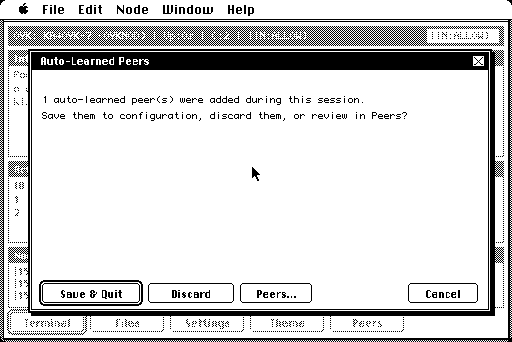 File Edit Node Window Help
Auto-Learned Peers
1 auto-learned peer(s) were added during this session.
Save them to configuration, discard them, or review in Peers?
Save & Quit
Discard
Peers...
Cancel
Terminal
Files
Settings
Theme
Peers